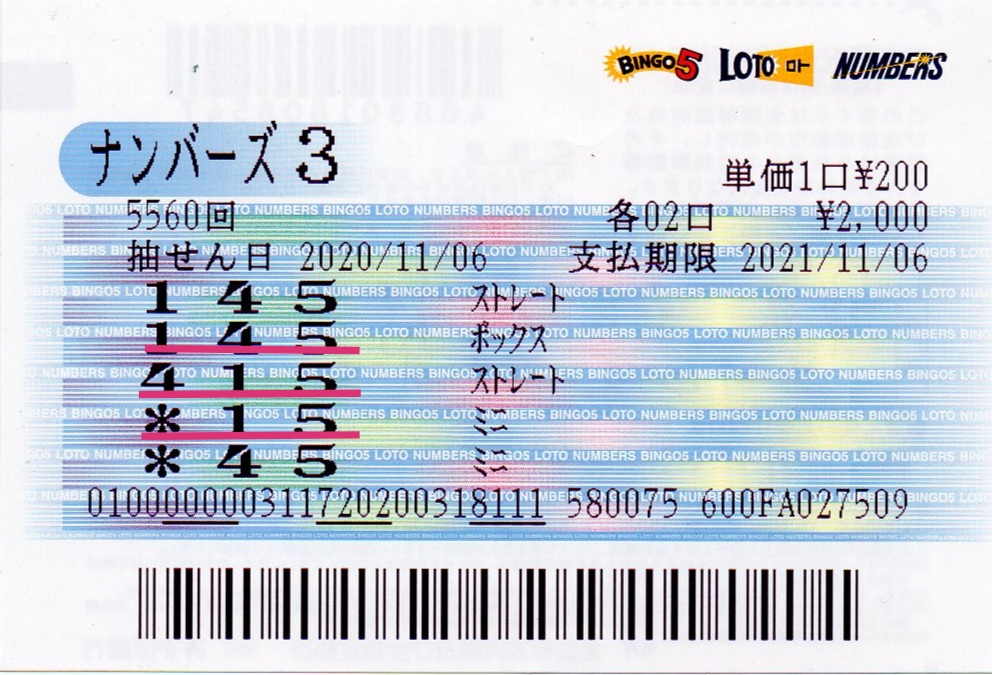 BINGO5 LOTO NUMBERS
ナンバーズ3
単価1口¥200
5560回 各02口 ¥2,000
抽せん日 2020/11/06 支払期限 2021/11/06
1 4 5 ストレート
1 4 5 ボックス
4 1 5 ストレート
* 1 5 ミニ
* 4 5 ミニ
010000000311720200318111 580075 600FA027509